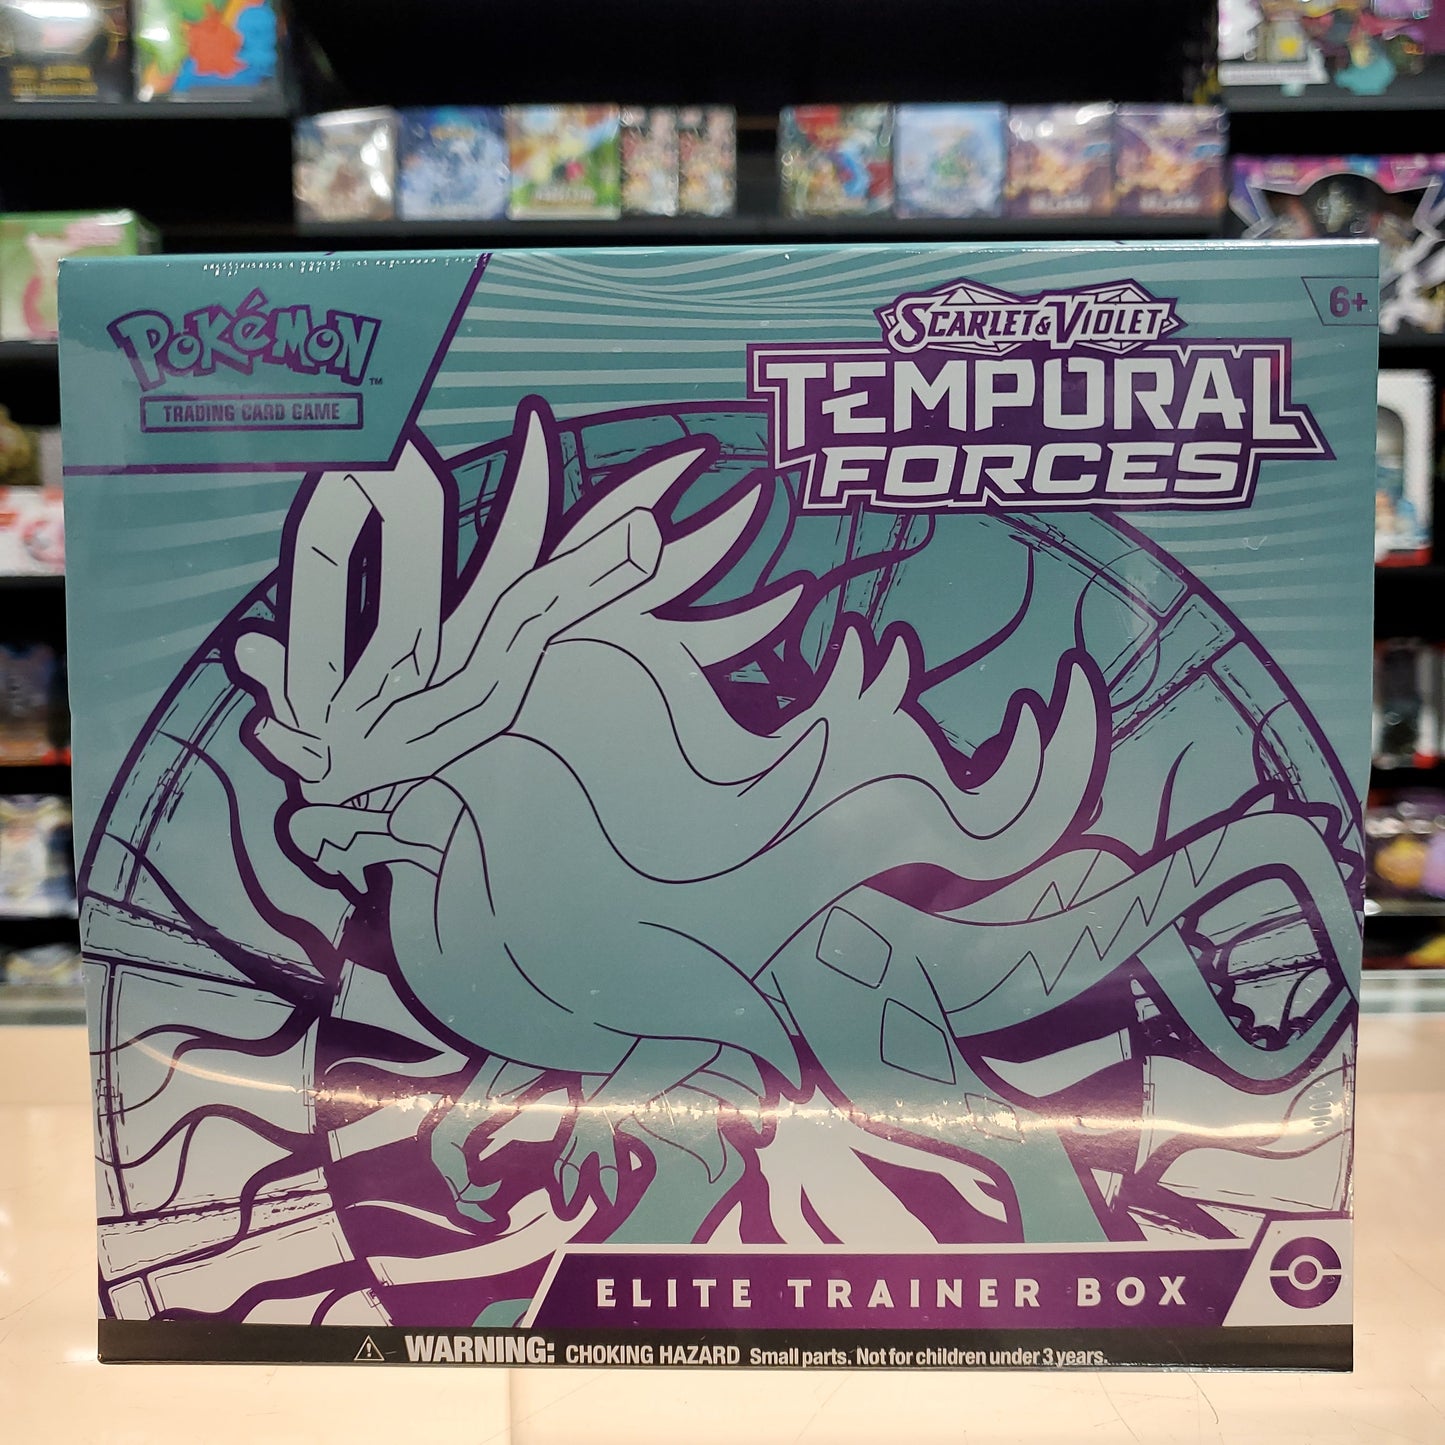 POKéMON
TM
TRADING CARD GAME
SCARLET & VIOLET
TEMPORAL
FORCES
6+
ELITE TRAINER BOX
WARNING: CHOKING HAZARD Small parts. Not for children under 3 years.